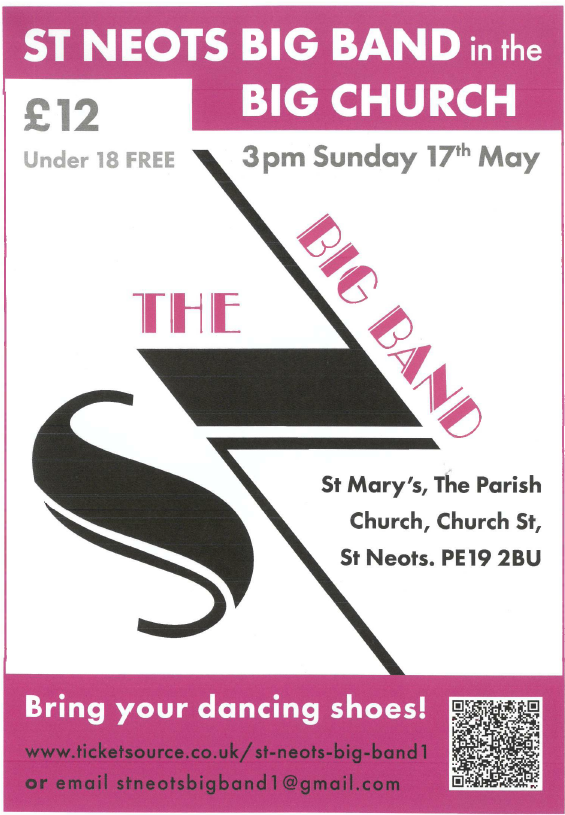 ST NEOTS BIG BAND in the
BIG CHURCH
£12
Under 18 FREE
3pm Sunday 17th May
THE
BIG BAND
S
St Mary's, The Parish
Church, Church St,
St Neots. PE19 2BU
Bring your dancing shoes!
www.ticketsource.co.uk/st-neots-big-band1
or email stneotsbigband1@gmail.com